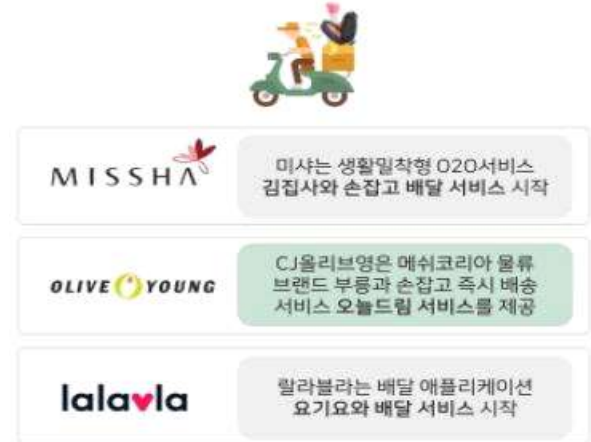 MISSHA
미샤는 생활밀착형 O2O서비스
김집사와 손잡고 배달 서비스 시작
OLIVE YOUNG
CJ올리브영은 메쉬코리아 물류
브랜드 부릉과 손잡고 즉시 배송
서비스 오늘드림 서비스를 제공
lalavla
랄라블라는 배달 애플리케이션
요기요와 배달 서비스 시작